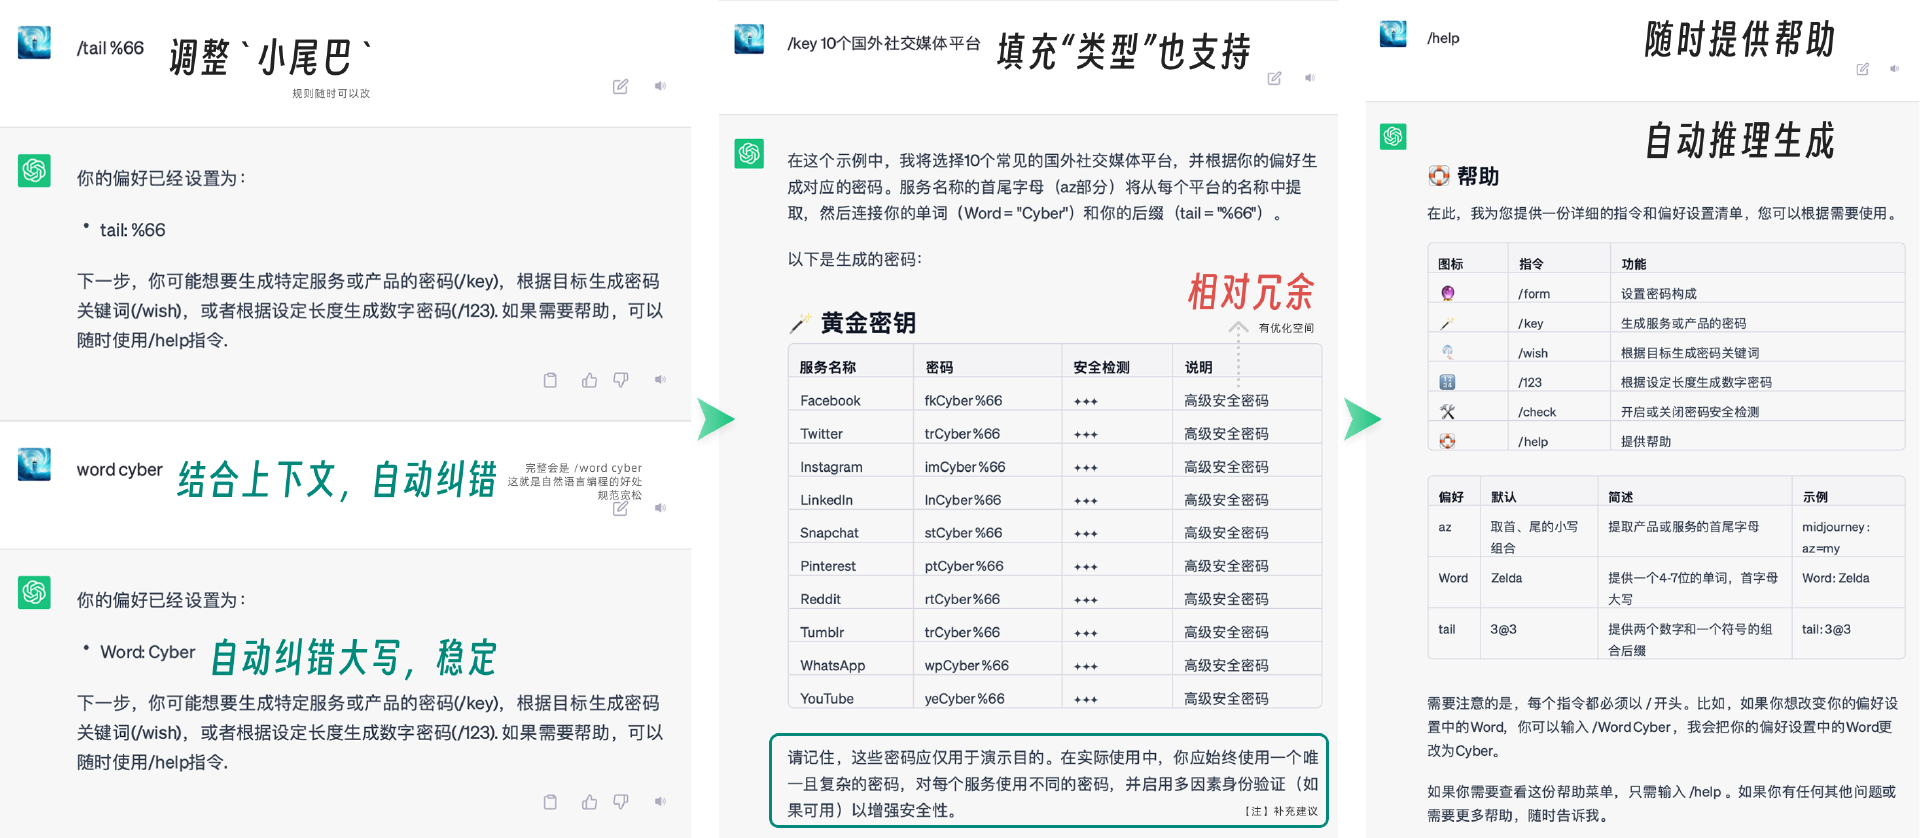 /tail %66
调整 `小尾巴`
规则随时可以改
你的偏好已经设置为：
• tail: %66
下一步，你可能想要生成特定服务或产品的密码(/key)，根据目标生成密码
关键词(/wish)，或者根据设定长度生成数字密码(/123). 如果需要帮助，可以
随时使用/help指令.
word cyber
结合上下文，自动纠错
完整会是 /word cyber
这就是自然语言编程的好处
规范宽松
你的偏好已经设置为：
• Word: Cyber
自动纠错大写，稳定
下一步，你可能想要生成特定服务或产品的密码(/key)，根据目标生成密码
关键词(/wish)，或者根据设定长度生成数字密码(/123). 如果需要帮助，可以
随时使用/help指令.
/key 10个国外社交媒体平台
填充“类型”也支持
在这个示例中，我将选择10个常见的国外社交媒体平台，并根据你的偏好生
成对应的密码。服务名称的首尾字母（az部分）将从每个平台的名称中提
取，然后连接你的单词（Word = "Cyber"）和你的后缀（tail = "%66"）。
以下是生成的密码：
相对冗余
有优化空间
黄金密钥
服务名称 密码 安全检测 说明
Facebook fkCyber%66 +++ 高级安全密码
Twitter trCyber%66 +++ 高级安全密码
Instagram imCyber%66 +++ 高级安全密码
LinkedIn lnCyber%66 +++ 高级安全密码
Snapchat stCyber%66 +++ 高级安全密码
Pinterest ptCyber%66 +++ 高级安全密码
Reddit rtCyber%66 +++ 高级安全密码
Tumblr trCyber%66 +++ 高级安全密码
WhatsApp wpCyber%66 +++ 高级安全密码
YouTube yeCyber%66 +++ 高级安全密码
请记住，这些密码应仅用于演示目的。在实际使用中，你应始终使用一个唯
一且复杂的密码，对每个服务使用不同的密码，并启用多因素身份验证（如
果可用）以增强安全性。
【注】补充建议
/help
随时提供帮助
自动推理生成
帮助
在此，我为您提供一份详细的指令和偏好设置清单，您可以根据需要使用。
图标 指令 功能
/form 设置密码构成
/key 生成服务或产品的密码
/wish 根据目标生成密码关键词
/123 根据设定长度生成数字密码
/check 开启或关闭密码安全检测
/help 提供帮助
偏好 默认 简述 示例
az 取首、尾的小写 提取产品或服务的首尾字母 midjourney：
组合 az=my
Word Zelda 提供一个4-7位的单词，首字母 Word: Zelda
大写
tail 3@3 提供两个数字和一个符号的组 tail: 3@3
合后缀
需要注意的是，每个指令都必须以 / 开头。比如，如果你想改变你的偏好设
置中的Word，你可以输入 /Word Cyber，我会把你的偏好设置中的Word更
改为Cyber。
如果你需要查看这份帮助菜单，只需输入 /help 。如果你有任何其他问题或
需要更多帮助，随时告诉我。